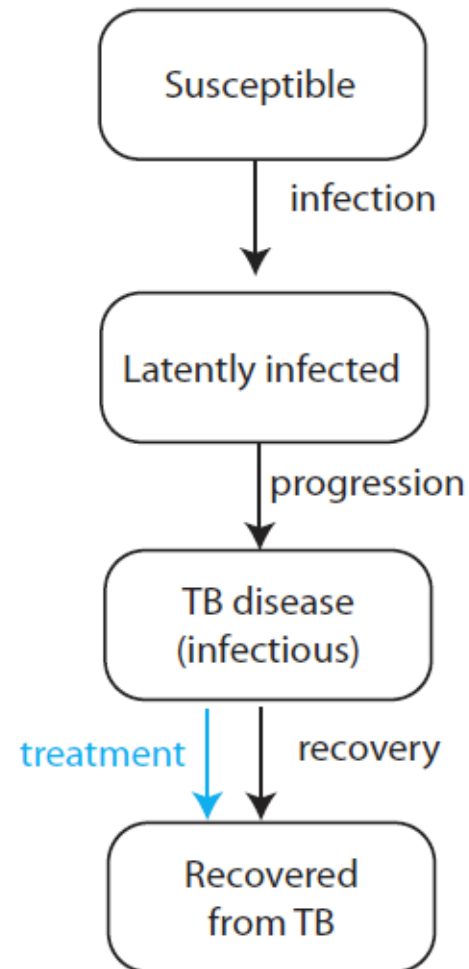 Susceptible
infection
Latently infected
progression
TB disease
(infectious)
treatment
recovery
Recovered
from TB